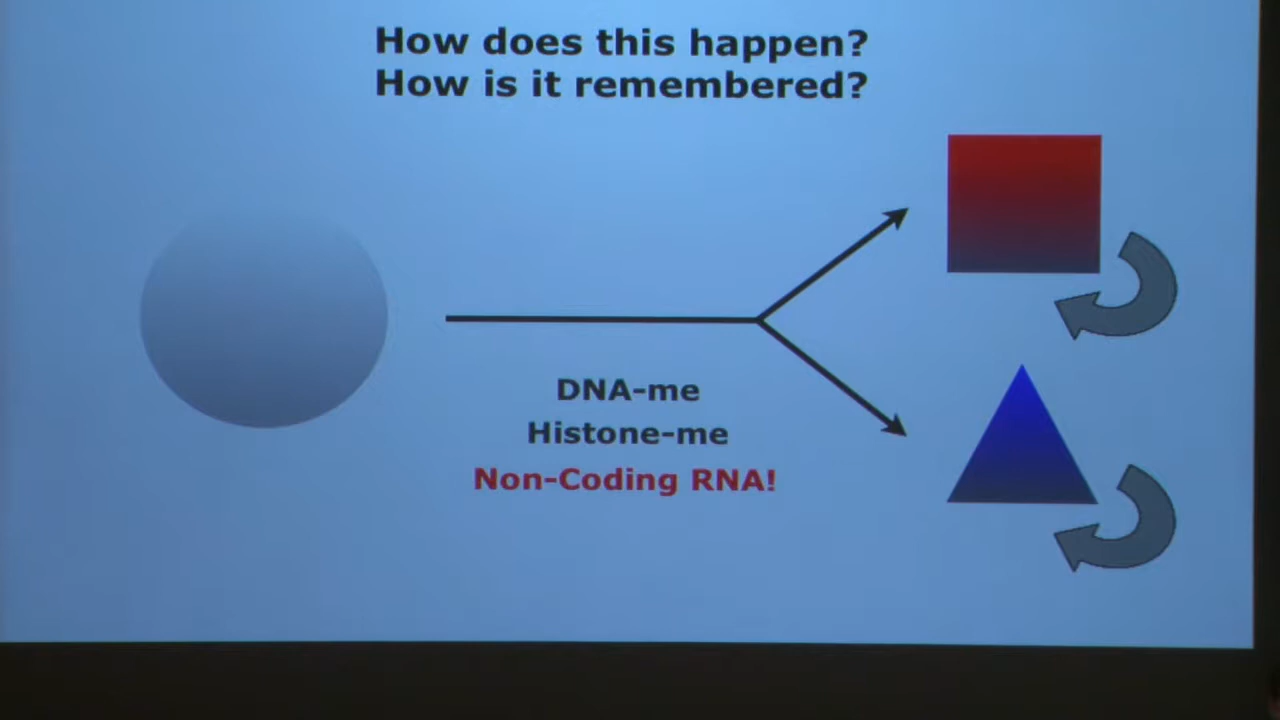 How does this happen?
How is it remembered?
DNA-me
Histone-me
Non-Coding RNA!